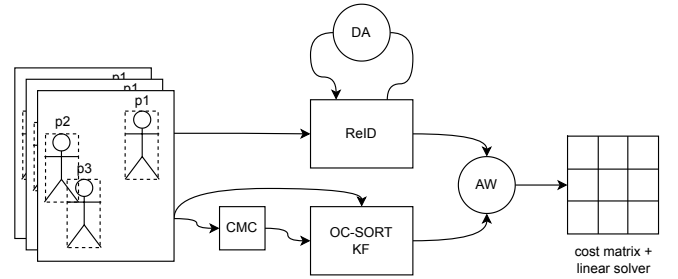 DA
p1
p1
p1
p2
p3
ReID
AW
CMC
OC-SORT
KF
cost matrix +
linear solver